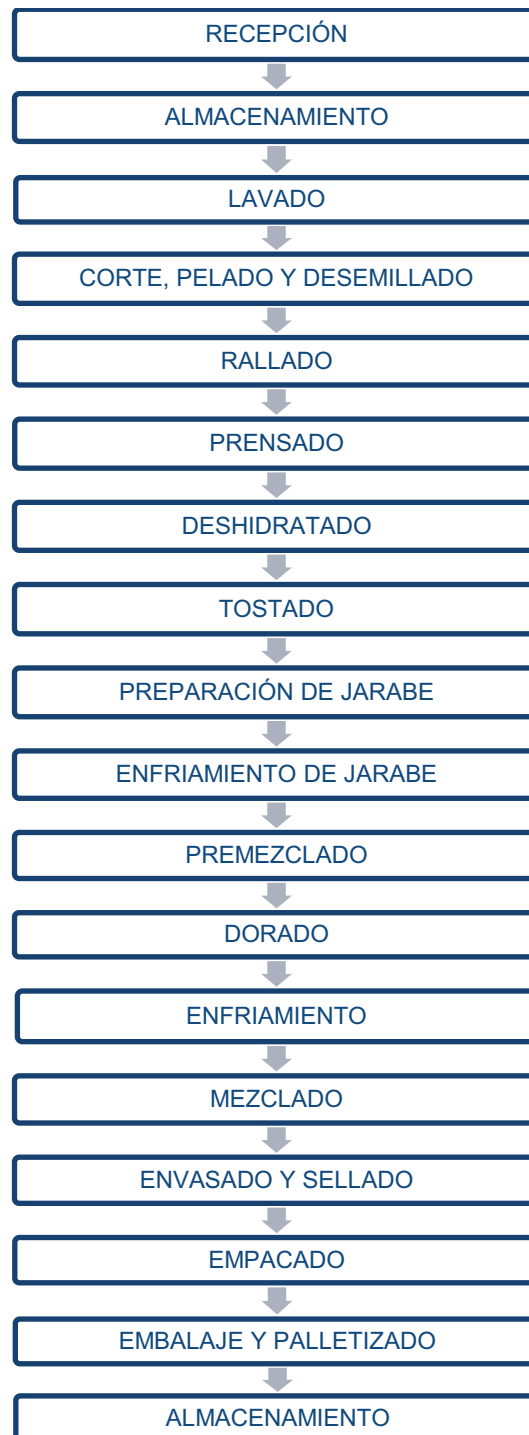 RECEPCIÓN
ALMACENAMIENTO
LAVADO
CORTE, PELADO Y DESEMILLADO
RALLADO
PRENSADO
DESHIDRATADO
TOSTADO
PREPARACIÓN DE JARABE
ENFRIAMIENTO DE JARABE
PREMEZCLADO
DORADO
ENFRIAMIENTO
MEZCLADO
ENVASADO Y SELLADO
EMPACADO
EMBALAJE Y PALLETIZADO
ALMACENAMIENTO